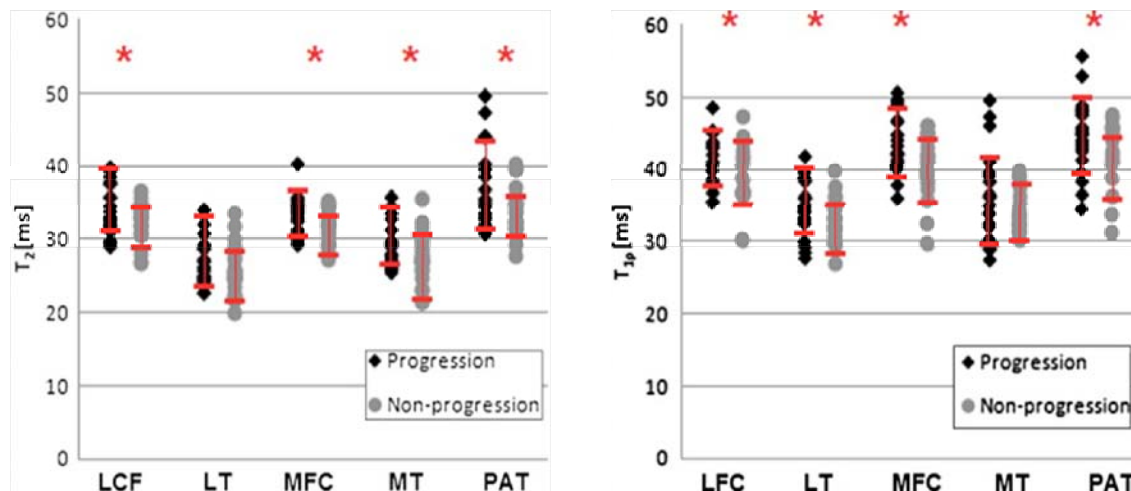 60
50
40
30
20
10
0
T2[ms]
*
*
*
*
Progression
Non-progression
LCF LT MFC MT PAT
60
50
40
30
20
10
0
T1ρ [ms]
*
*
*
*
Progression
Non-progression
LFC LT MFC MT PAT